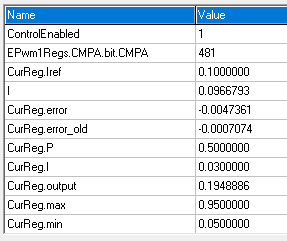 Name Value
ControlEnabled 1
EPwm1Regs.CMPA.bit.CMPA 481
CurReg.Iref 0.1000000
I 0.0966793
CurReg.error -0.0047361
CurReg.error_old -0.0007074
CurReg.P 0.5000000
CurReg.I 0.0300000
CurReg.output 0.1948886
CurReg.max 0.9500000
CurReg.min 0.0500000